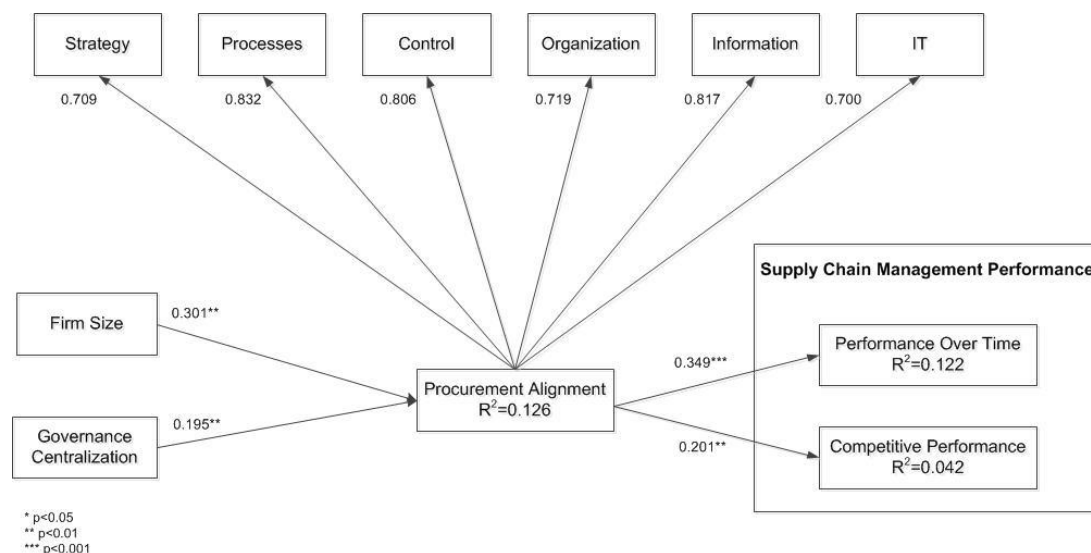 Strategy
Processes
Control
Organization
Information
IT
0.709
0.832
0.806
0.719
0.817
0.700
Supply Chain Management Performance
Firm Size
0.301**
Performance Over Time
R²=0.122
0.349***
Procurement Alignment
R²=0.126
Governance
Centralization
0.195**
0.201**
Competitive Performance
R²=0.042
* p<0.05
** p<0.01
*** p<0.001